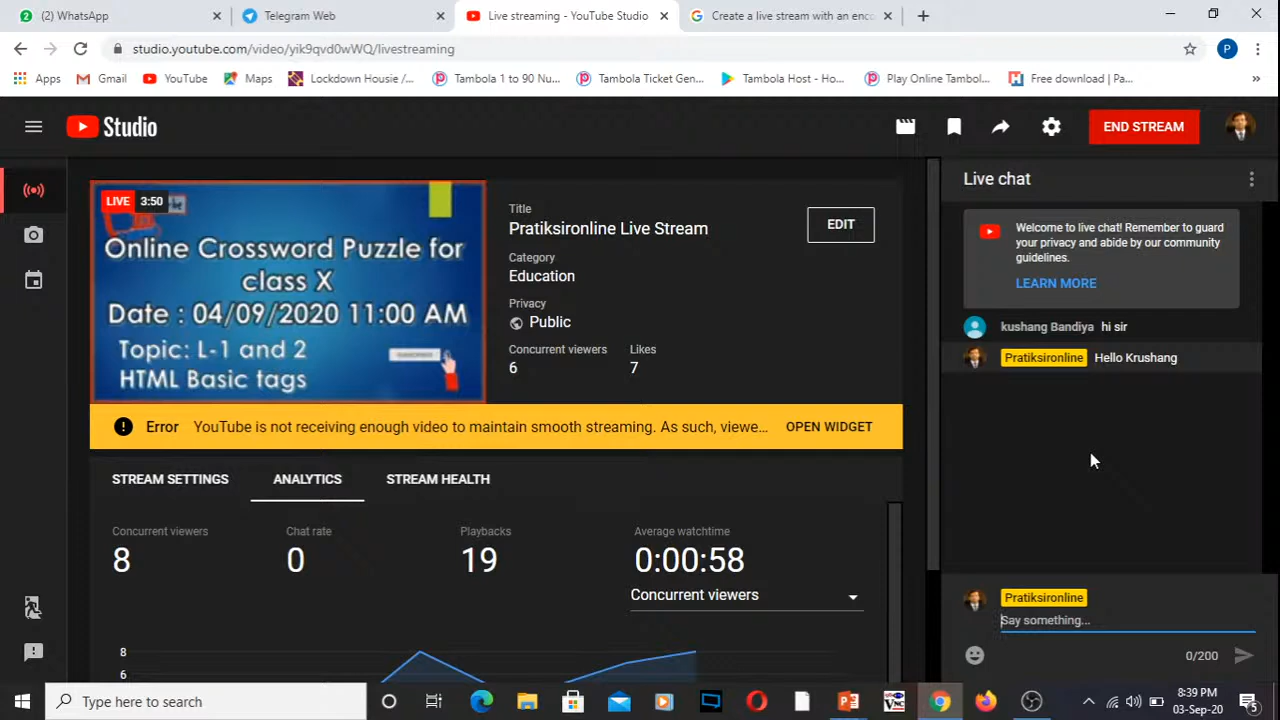 2
(2) WhatsApp
Telegram Web
Live streaming - YouTube Studio
Create a live stream with an enco
studio.youtube.com/video/yik9qvd0wWQ/livestreaming
P
Apps
Gmail
YouTube
Maps
Lockdown Housie /...
Tambola 1 to 90 Nu...
Tambola Ticket Gen...
Tambola Host - Ho...
Play Online Tambol...
Free download | Pa...
»
Studio
END STREAM
LIVE 3:50
Online Crossword Puzzle for
class X
Date : 04/09/2020 11:00 AM
Topic: L-1 and 2
HTML Basic tags
Title
Pratiksironline Live Stream
EDIT
Category
Education
Privacy
Public
Concurrent viewers
Likes
6
7
Error YouTube is not receiving enough video to maintain smooth streaming. As such, viewe... OPEN WIDGET
STREAM SETTINGS
ANALYTICS
STREAM HEALTH
Concurrent viewers
Chat rate
Playbacks
Average watchtime
8
0
19
0:00:58
Concurrent viewers
8
6
Live chat
Welcome to live chat! Remember to guard
your privacy and abide by our community
guidelines.
LEARN MORE
kushang Bandiya hi sir
Pratiksironline Hello Krushang
Pratiksironline
Say something...
0/200
Type here to search
8:39 PM
03-Sep-20
5